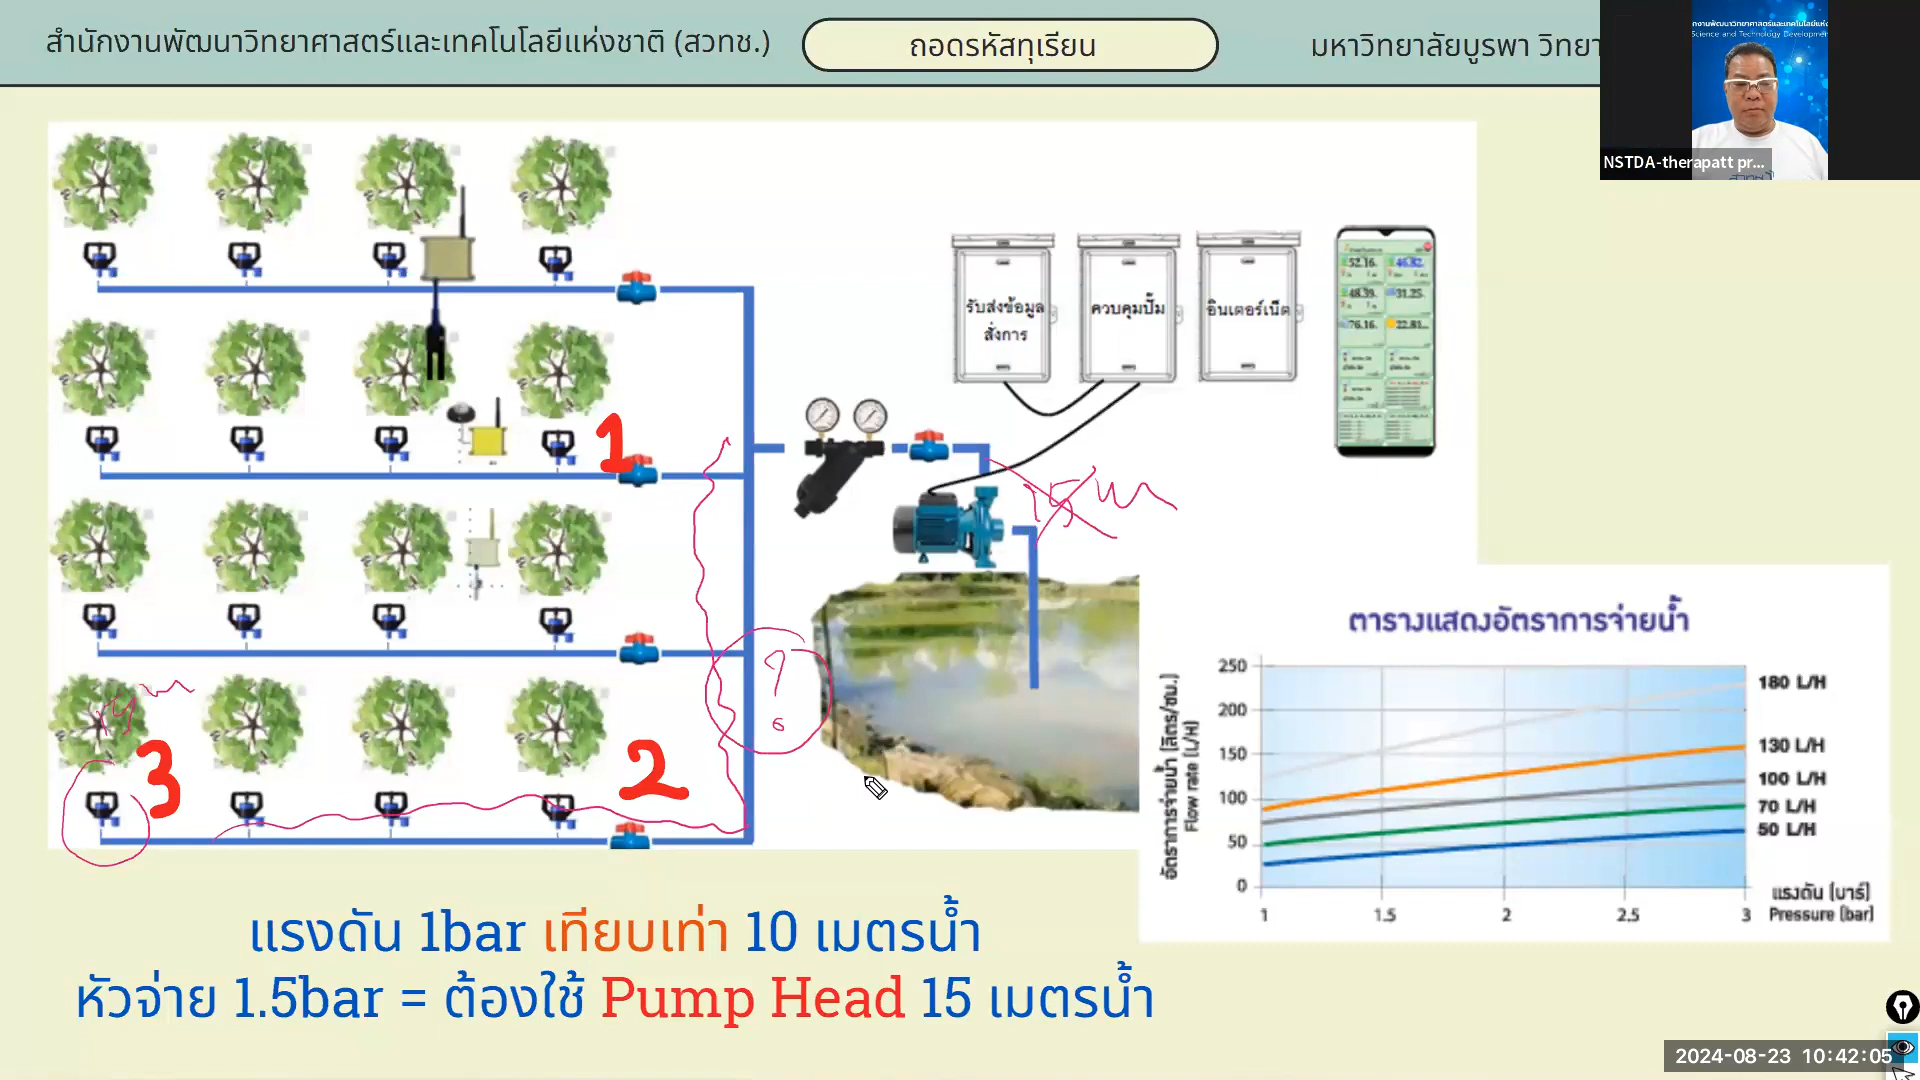 สำนักงานพัฒนาวิทยาศาสตร์และเทคโนโลยีแห่งชาติ (สวทช.)
ถอดรหัสทุเรียน
มหาวิทยาลัยบูรพา วิทยา
Science and Technology Developmen
NSTDA-therapatt pr...
รับส่งข้อมูล
สั่งการ
ควบคุมปั๊ม
อินเตอร์เน็ต
52.16.
46.82.
48.39.
31.25.
76.16.
22.81...
1
15 m
2
3
ตารางแสดงอัตราการจ่ายน้ำ
อัตราการจ่ายน้ำ (ลิตร/ชม.)
Flow rate (L/H)
250
200
150
100
50
0
180 L/H
130 L/H
100 L/H
70 L/H
50 L/H
1
1.5
2
2.5
3
แรงดัน (บาร์)
Pressure (bar)
แรงดัน 1bar เทียบเท่า 10 เมตรน้ำ
หัวจ่าย 1.5bar = ต้องใช้ Pump Head 15 เมตรน้ำ
2024-08-23 10:42:05